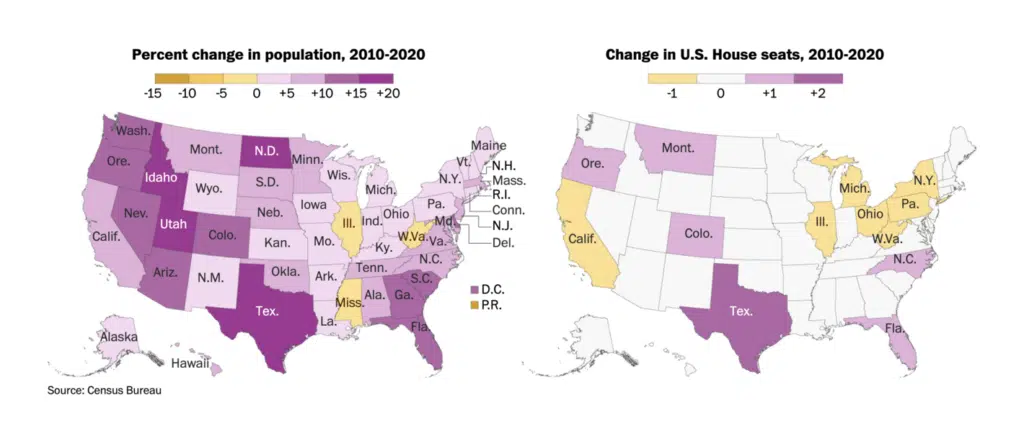 Percent change in population, 2010-2020
-15 -10 -5 0 +5 +10 +15 +20
Wash.
Ore.
Idaho
Mont.
N.D.
Minn.
Wis.
Mich.
Maine
Vt.
N.H.
Mass.
R.I.
Conn.
N.J.
Del.
Md.
N.Y.
Pa.
Wyo.
S.D.
Iowa
Neb.
Ill.
Ind.
Ohio
W.Va.
Va.
Nev.
Utah
Colo.
Kan.
Mo.
Ky.
Calif.
Ariz.
N.M.
Okla.
Ark.
Tenn.
N.C.
S.C.
Tex.
La.
Miss.
Ala.
Ga.
Fla.
Alaska
Hawaii
D.C.
P.R.
Source: Census Bureau
Change in U.S. House seats, 2010-2020
-1 0 +1 +2
Ore.
Mont.
Mich.
N.Y.
Calif.
Colo.
Ill.
Ohio
Pa.
W.Va.
N.C.
Tex.
Fla.